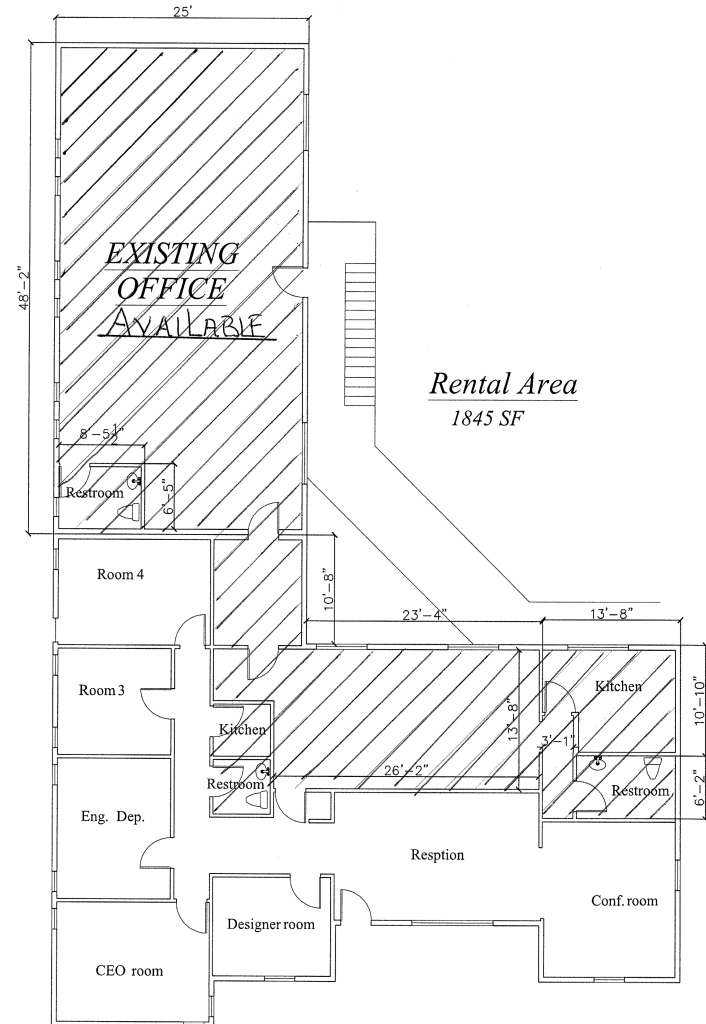 25'
48'-2"
EXISTING
OFFICE
AVAILABLE
Rental Area
1845 SF
8'-5½"
Restroom
6'-5"
Room 4
10'-8"
23'-4"
13'-8"
Room 3
Kitchen
13'-8"
Kitchen
10'-10"
3'-1"
26'-2"
Restroom
Restroom
6'-2"
Eng. Dep.
Resption
Conf. room
Designer room
CEO room